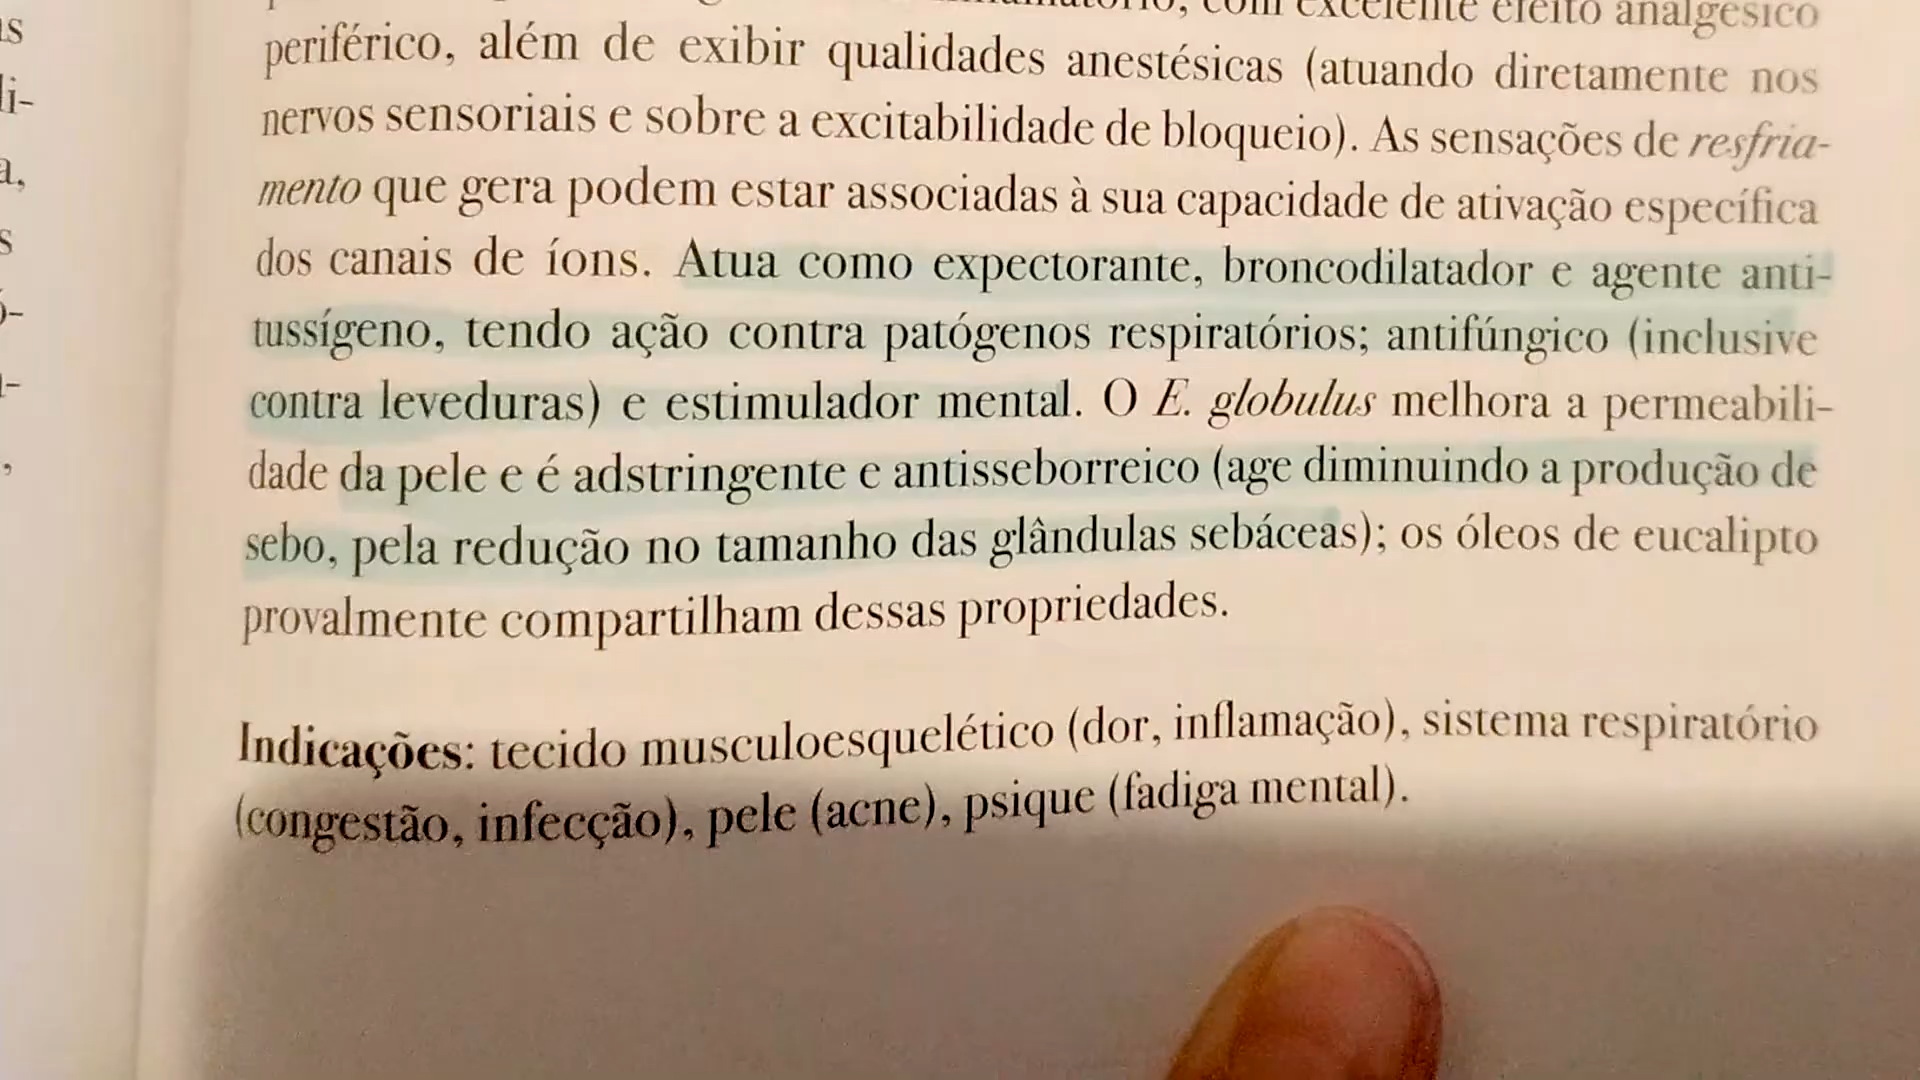 com excelente efeito analgésico
periférico, além de exibir qualidades anestésicas (atuando diretamente nos
nervos sensoriais e sobre a excitabilidade de bloqueio). As sensações de resfria-
mento que gera podem estar associadas à sua capacidade de ativação específica
dos canais de íons. Atua como expectorante, broncodilatador e agente anti-
tussígeno, tendo ação contra patógenos respiratórios; antifúngico (inclusive
contra leveduras) e estimulador mental. O E. globulus melhora a permeabili-
dade da pele e é adstringente e antisseborreico (age diminuindo a produção de
sebo, pela redução no tamanho das glândulas sebáceas); os óleos de eucalipto
provalmente compartilham dessas propriedades.
Indicações: tecido musculoesquelético (dor, inflamação), sistema respiratório
(congestão, infecção), pele (acne), psique (fadiga mental).